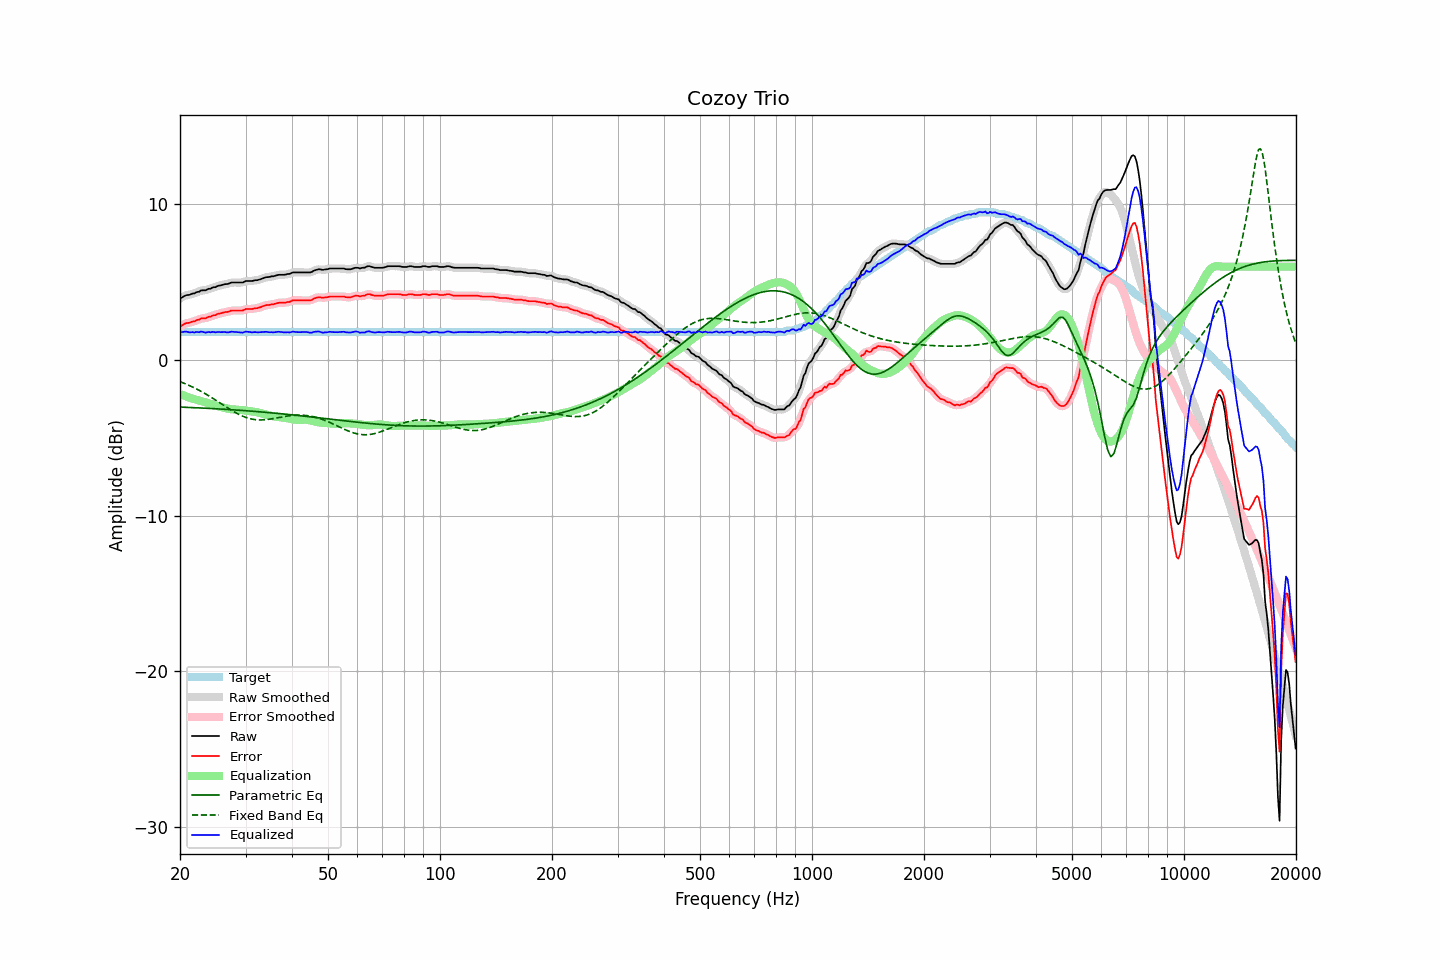 Cozoy Trio
10
0
−10
−20
−30
Amplitude (dBr)
Target
Raw Smoothed
Error Smoothed
Raw
Error
Equalization
Parametric Eq
Fixed Band Eq
Equalized
20 50 100 200 500 1000 2000 5000 10000 20000
Frequency (Hz)